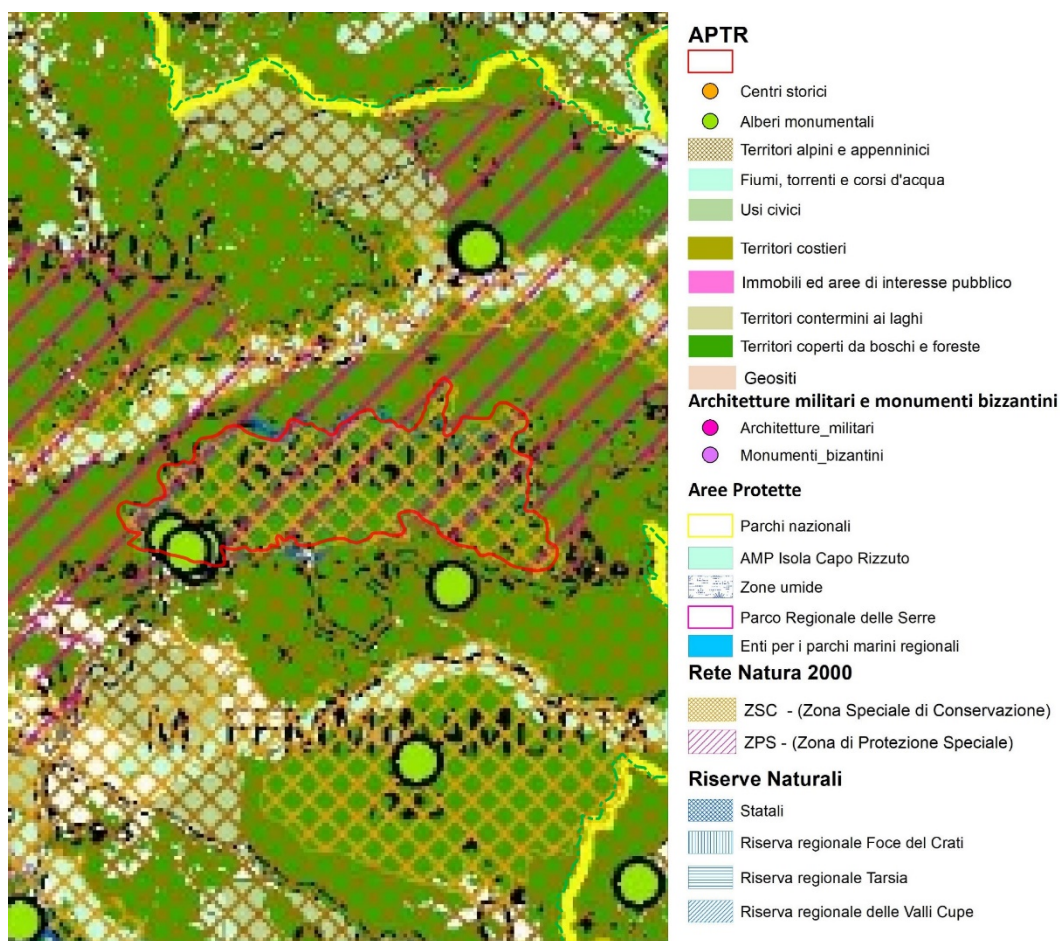 APTR
Centri storici
Alberi monumentali
Territori alpini e appenninici
Fiumi, torrenti e corsi d'acqua
Usi civici
Territori costieri
Immobili ed aree di interesse pubblico
Territori contermini ai laghi
Territori coperti da boschi e foreste
Geositi
Architetture militari e monumenti bizzantini
Architetture_militari
Monumenti_bizantini
Aree Protette
Parchi nazionali
AMP Isola Capo Rizzuto
Zone umide
Parco Regionale delle Serre
Enti per i parchi marini regionali
Rete Natura 2000
ZSC - (Zona Speciale di Conservazione)
ZPS - (Zona di Protezione Speciale)
Riserve Naturali
Statali
Riserva regionale Foce del Crati
Riserva regionale Tarsia
Riserva regionale delle Valli Cupe